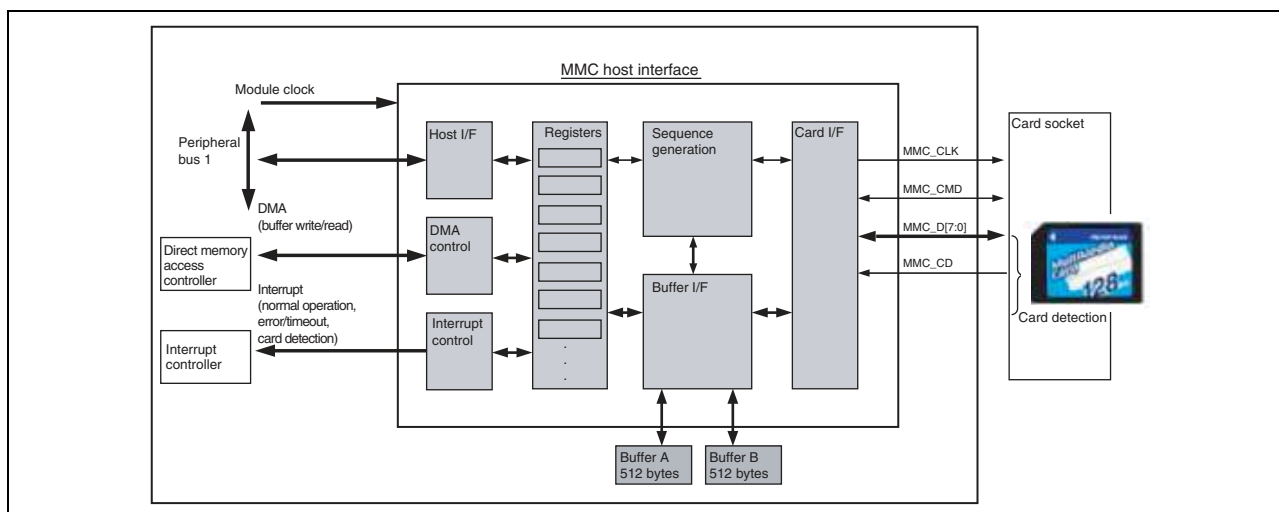 MMC host interface
Module clock
Peripheral
bus 1
DMA
(buffer write/read)
Direct memory
access
controller
Interrupt
(normal operation,
error/timeout,
card detection)
Interrupt
controller
Host I/F
DMA
control
Interrupt
control
Registers
Sequence
generation
Buffer I/F
Card I/F
Buffer A
512 bytes
Buffer B
512 bytes
MMC_CLK
MMC_CMD
MMC_D[7:0]
MMC_CD
Card socket
128
Card detection